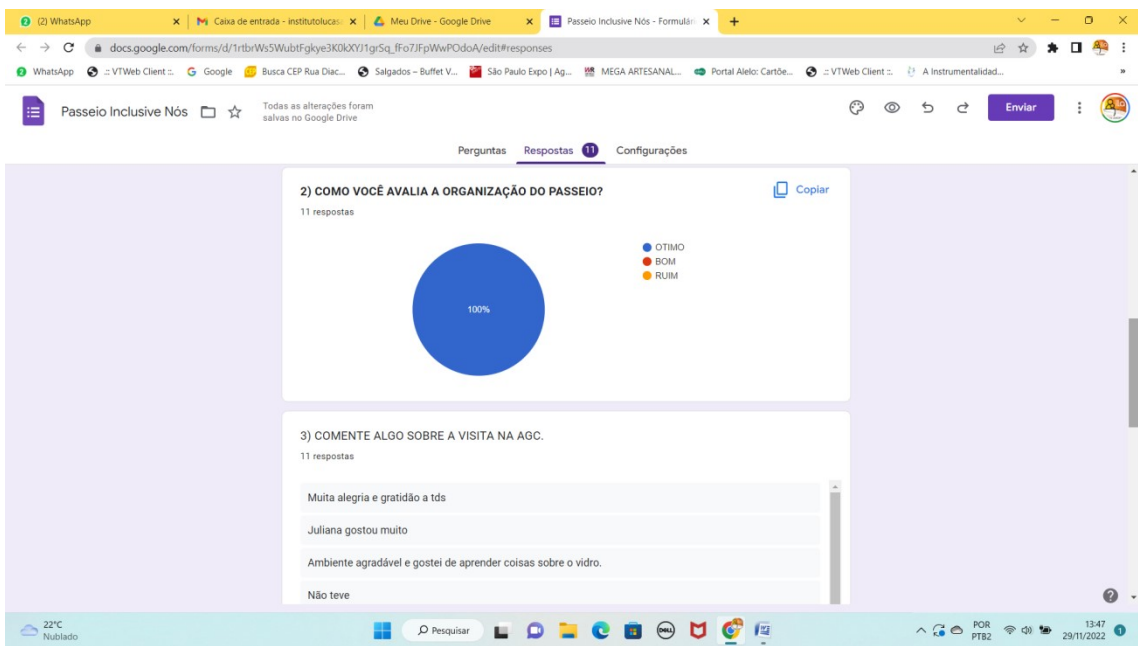 (2) WhatsApp
Caixa de entrada - institutolucas
Meu Drive - Google Drive
Passeio Inclusive Nós - Formulári
docs.google.com/forms/d/1rtbrWs5WubtFgkye3K0kXYJ1grSq_fFo7JFpWwPOdoA/edit#responses
WhatsApp .:: VTWeb Client ::. Google Busca CEP Rua Diac... Salgados – Buffet V... São Paulo Expo | Ag... MEGA ARTESANAL... Portal Alelo: Cartõe... .:: VTWeb Client ::. A Instrumentalidad... »
Passeio Inclusive Nós
Todas as alterações foram
salvas no Google Drive
Enviar
Perguntas Respostas 11 Configurações
2) COMO VOCÊ AVALIA A ORGANIZAÇÃO DO PASSEIO?
Copiar
11 respostas
OTIMO
BOM
RUIM
100%
3) COMENTE ALGO SOBRE A VISITA NA AGC.
11 respostas
Muita alegria e gratidão a tds
Juliana gostou muito
Ambiente agradável e gostei de aprender coisas sobre o vidro.
Não teve
22°C
Nublado
Pesquisar
DELL
POR
PTB2
13:47
29/11/2022
1